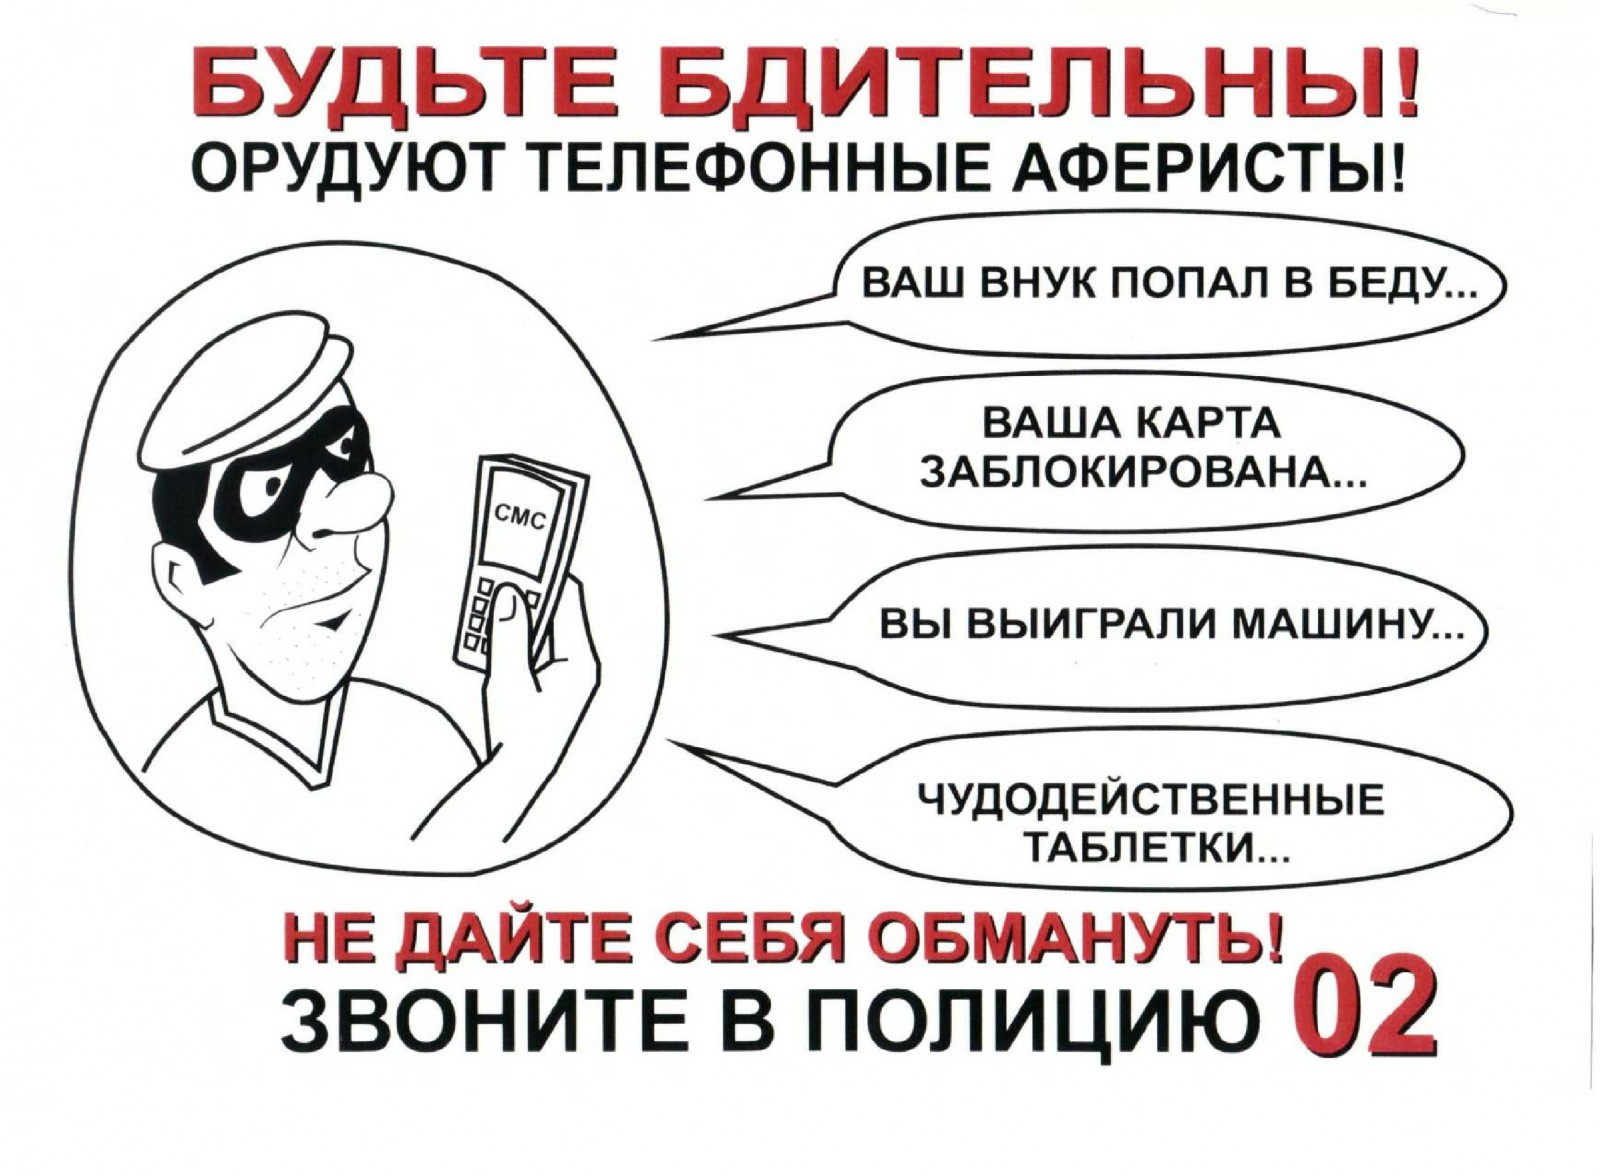 БУДЬТЕ БДИТЕЛЬНЫ!
ОРУДУЮТ ТЕЛЕФОННЫЕ АФЕРИСТЫ!
ВАШ ВНУК ПОПАЛ В БЕДУ...
ВАША КАРТА
ЗАБЛОКИРОВАНА...
СМС
ВЫ ВЫИГРАЛИ МАШИНУ...
ЧУДОДЕЙСТВЕННЫЕ
ТАБЛЕТКИ...
НЕ ДАЙТЕ СЕБЯ ОБМАНУТЬ!
ЗВОНИТЕ В ПОЛИЦИЮ 02